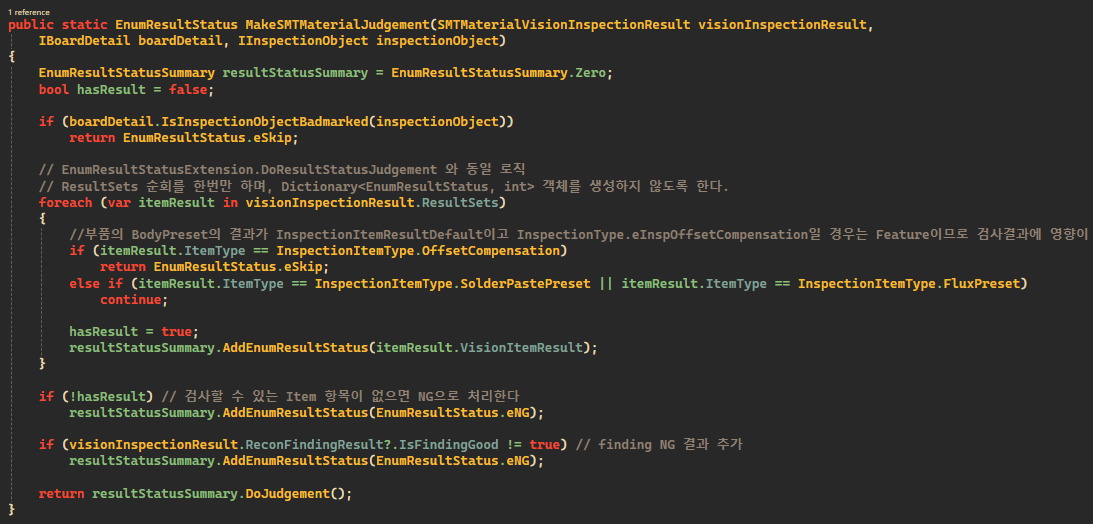 1 reference
public static EnumResultStatus MakeSMTMaterialJudgement(SMTMaterialVisionInspectionResult visionInspectionResult,
    IBoardDetail boardDetail, IInspectionObject inspectionObject)
{
    EnumResultStatusSummary resultStatusSummary = EnumResultStatusSummary.Zero;
    bool hasResult = false;

    if (boardDetail.IsInspectionObjectBadmarked(inspectionObject))
        return EnumResultStatus.eSkip;

    // EnumResultStatusExtension.DoResultStatusJudgement 와 동일 로직
    // ResultSets 순회를 한번만 하며, Dictionary<EnumResultStatus, int> 객체를 생성하지 않도록 한다.
    foreach (var itemResult in visionInspectionResult.ResultSets)
    {
        //부품의 BodyPreset의 결과가 InspectionItemResultDefault이고 InspectionType.eInspOffsetCompensation일 경우는 Feature이므로 검사결과에 영향이
        if (itemResult.ItemType == InspectionItemType.OffsetCompensation)
            return EnumResultStatus.eSkip;
        else if (itemResult.ItemType == InspectionItemType.SolderPastePreset || itemResult.ItemType == InspectionItemType.FluxPreset)
            continue;

        hasResult = true;
        resultStatusSummary.AddEnumResultStatus(itemResult.VisionItemResult);
    }

    if (!hasResult) // 검사할 수 있는 Item 항목이 없으면 NG으로 처리한다
        resultStatusSummary.AddEnumResultStatus(EnumResultStatus.eNG);

    if (visionInspectionResult.ReconFindingResult?.IsFindingGood != true) // finding NG 결과 추가
        resultStatusSummary.AddEnumResultStatus(EnumResultStatus.eNG);

    return resultStatusSummary.DoJudgement();
}